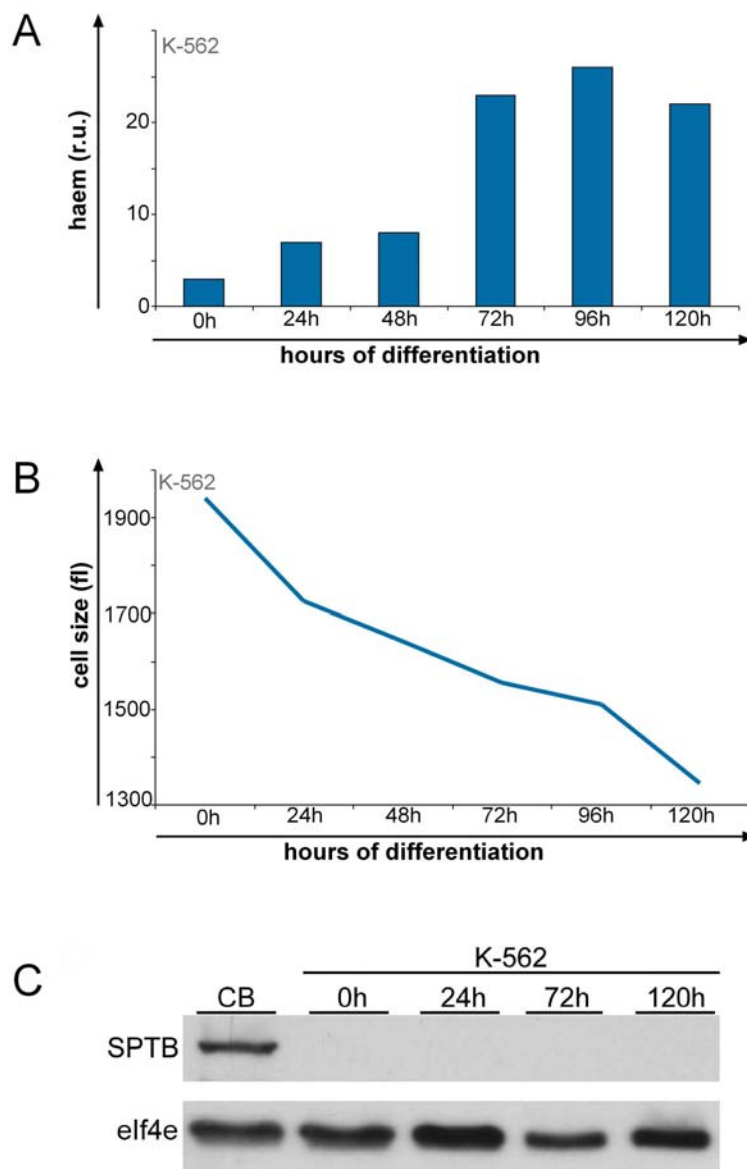 A
K-562
haem (r.u.)
20
10
0
0h 24h 48h 72h 96h 120h
hours of differentiation
B
K-562
cell size (fl)
1900
1700
1500
1300
0h 24h 48h 72h 96h 120h
hours of differentiation
C
K-562
CB 0h 24h 72h 120h
SPTB
eIf4e